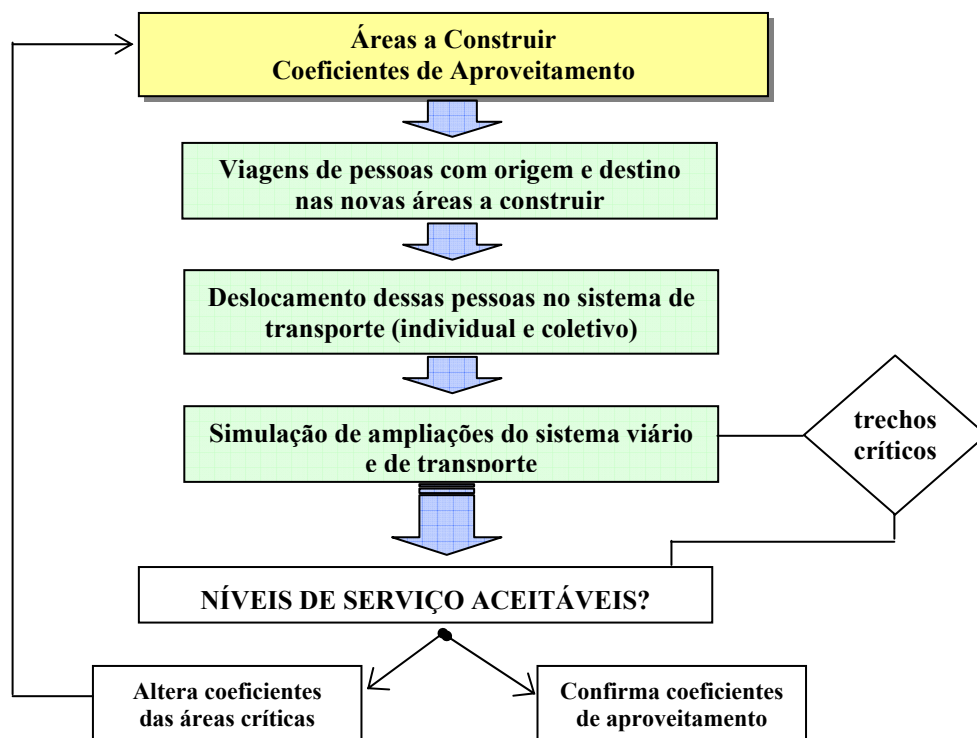 Áreas a Construir
Coeficientes de Aproveitamento
Viagens de pessoas com origem e destino
nas novas áreas a construir
Deslocamento dessas pessoas no sistema de
transporte (individual e coletivo)
Simulação de ampliações do sistema viário
e de transporte
trechos
críticos
NÍVEIS DE SERVIÇO ACEITÁVEIS?
Altera coeficientes
das áreas críticas
Confirma coeficientes
de aproveitamento